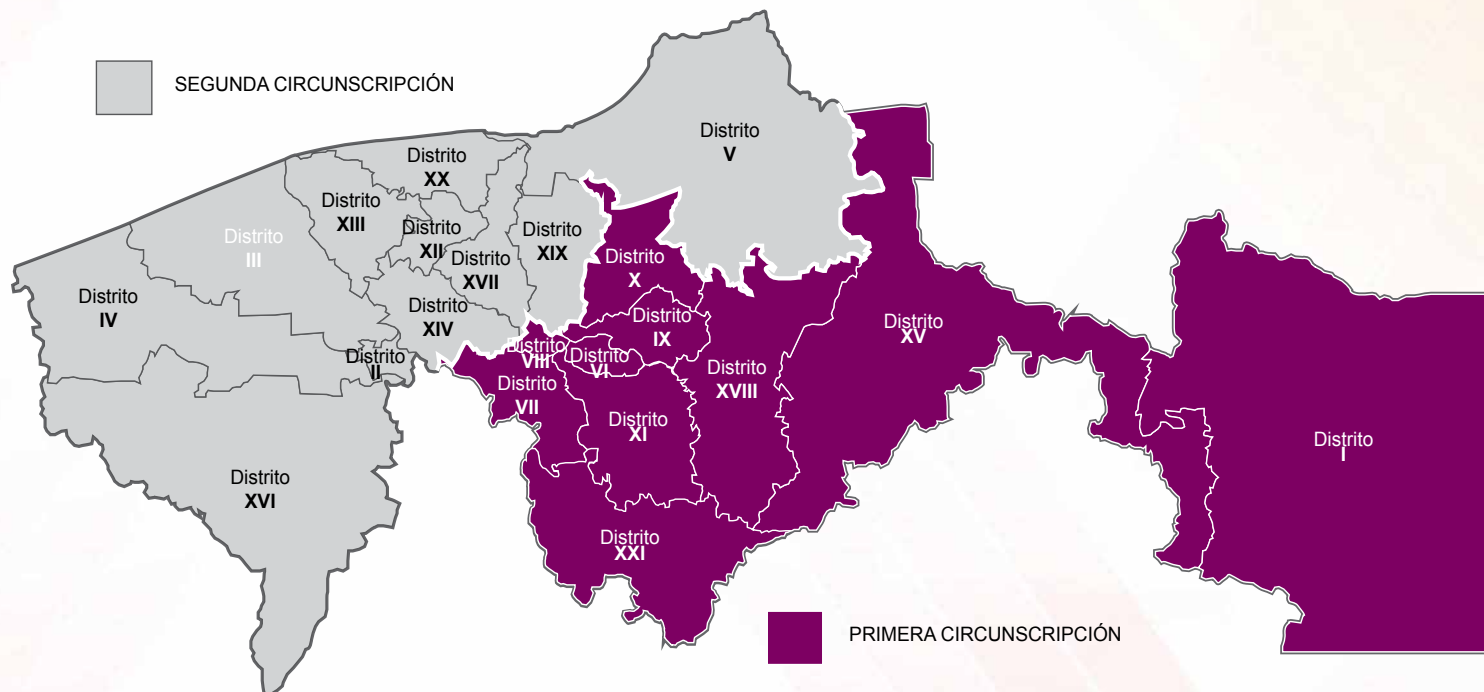 SEGUNDA CIRCUNSCRIPCIÓN
Distrito
V
Distrito
XX
Distrito
XIII
Distrito
XII
Distrito
XIX
Distrito
III
Distrito
XVII
Distrito
X
Distrito
IV
Distrito
XIV
Distrito
IX
Distrito
XV
Distrito
II
Distrito
VIII
Distrito
VI
Distrito
VII
Distrito
XVIII
Distrito
XI
Distrito
I
Distrito
XVI
Distrito
XXI
PRIMERA CIRCUNSCRIPCIÓN